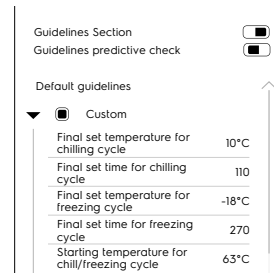 Guidelines Section
Guidelines predictive check
Default guidelines
Custom
Final set temperature for
chilling cycle
10°C
Final set time for chilling
cycle
110
Final set temperature for
freezing cycle
-18°C
Final set time for freezing
cycle
270
Starting temperature for
chill/freezing cycle
63°C